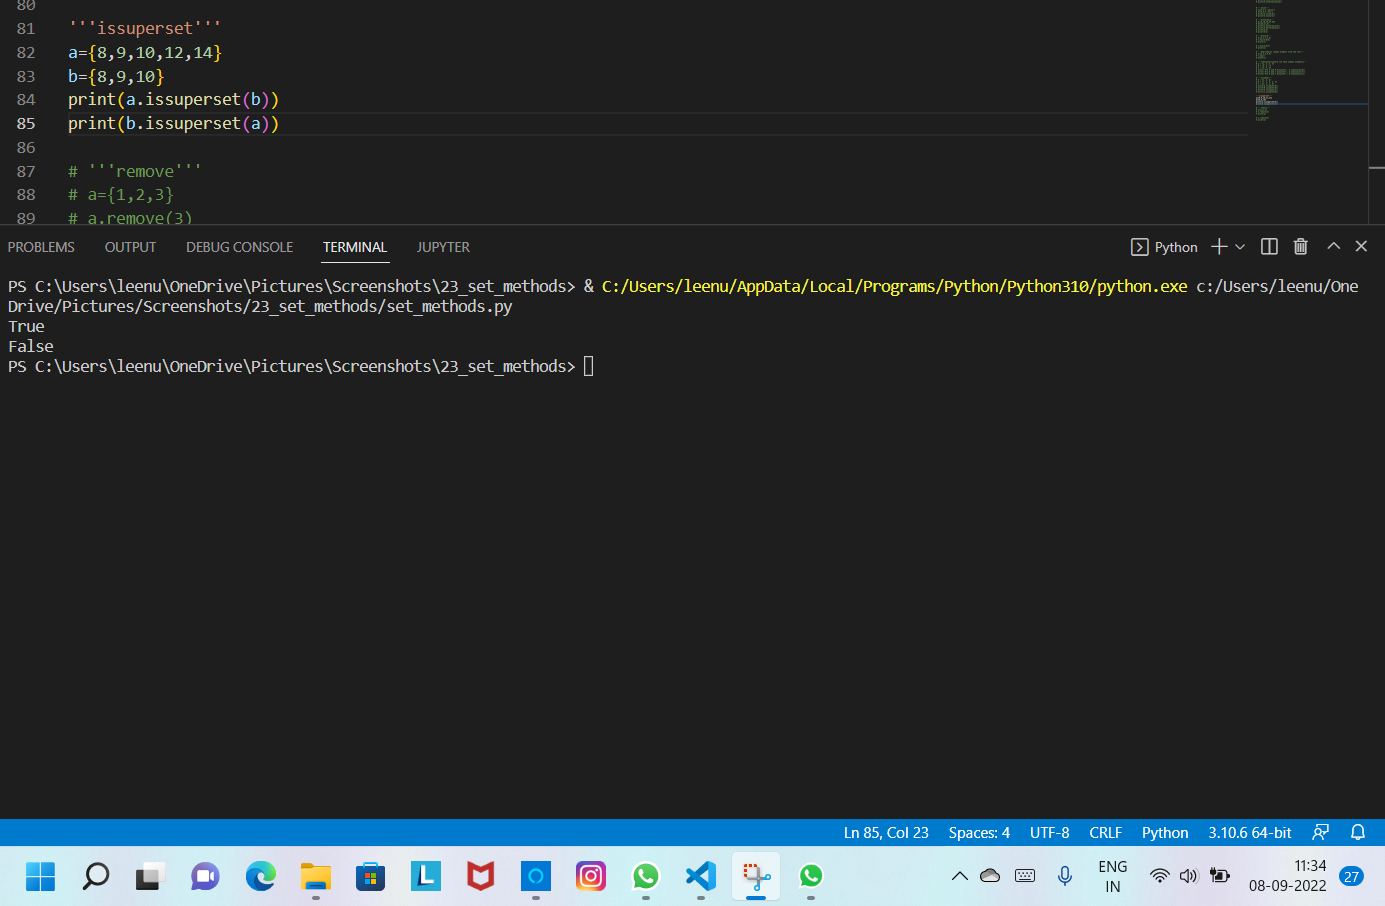 80
81 '''issuperset'''
82 a={8,9,10,12,14}
83 b={8,9,10}
84 print(a.issuperset(b))
85 print(b.issuperset(a))
86
87 # '''remove'''
88 # a={1,2,3}
89 # a.remove(3)
PROBLEMS OUTPUT DEBUG CONSOLE TERMINAL JUPYTER Python
PS C:\Users\leenu\OneDrive\Pictures\Screenshots\23_set_methods> & C:/Users/leenu/AppData/Local/Programs/Python/Python310/python.exe c:/Users/leenu/One
Drive/Pictures/Screenshots/23_set_methods/set_methods.py
True
False
PS C:\Users\leenu\OneDrive\Pictures\Screenshots\23_set_methods>
Ln 85, Col 23 Spaces: 4 UTF-8 CRLF Python 3.10.6 64-bit
L
ENG
IN
11:34
08-09-2022
27